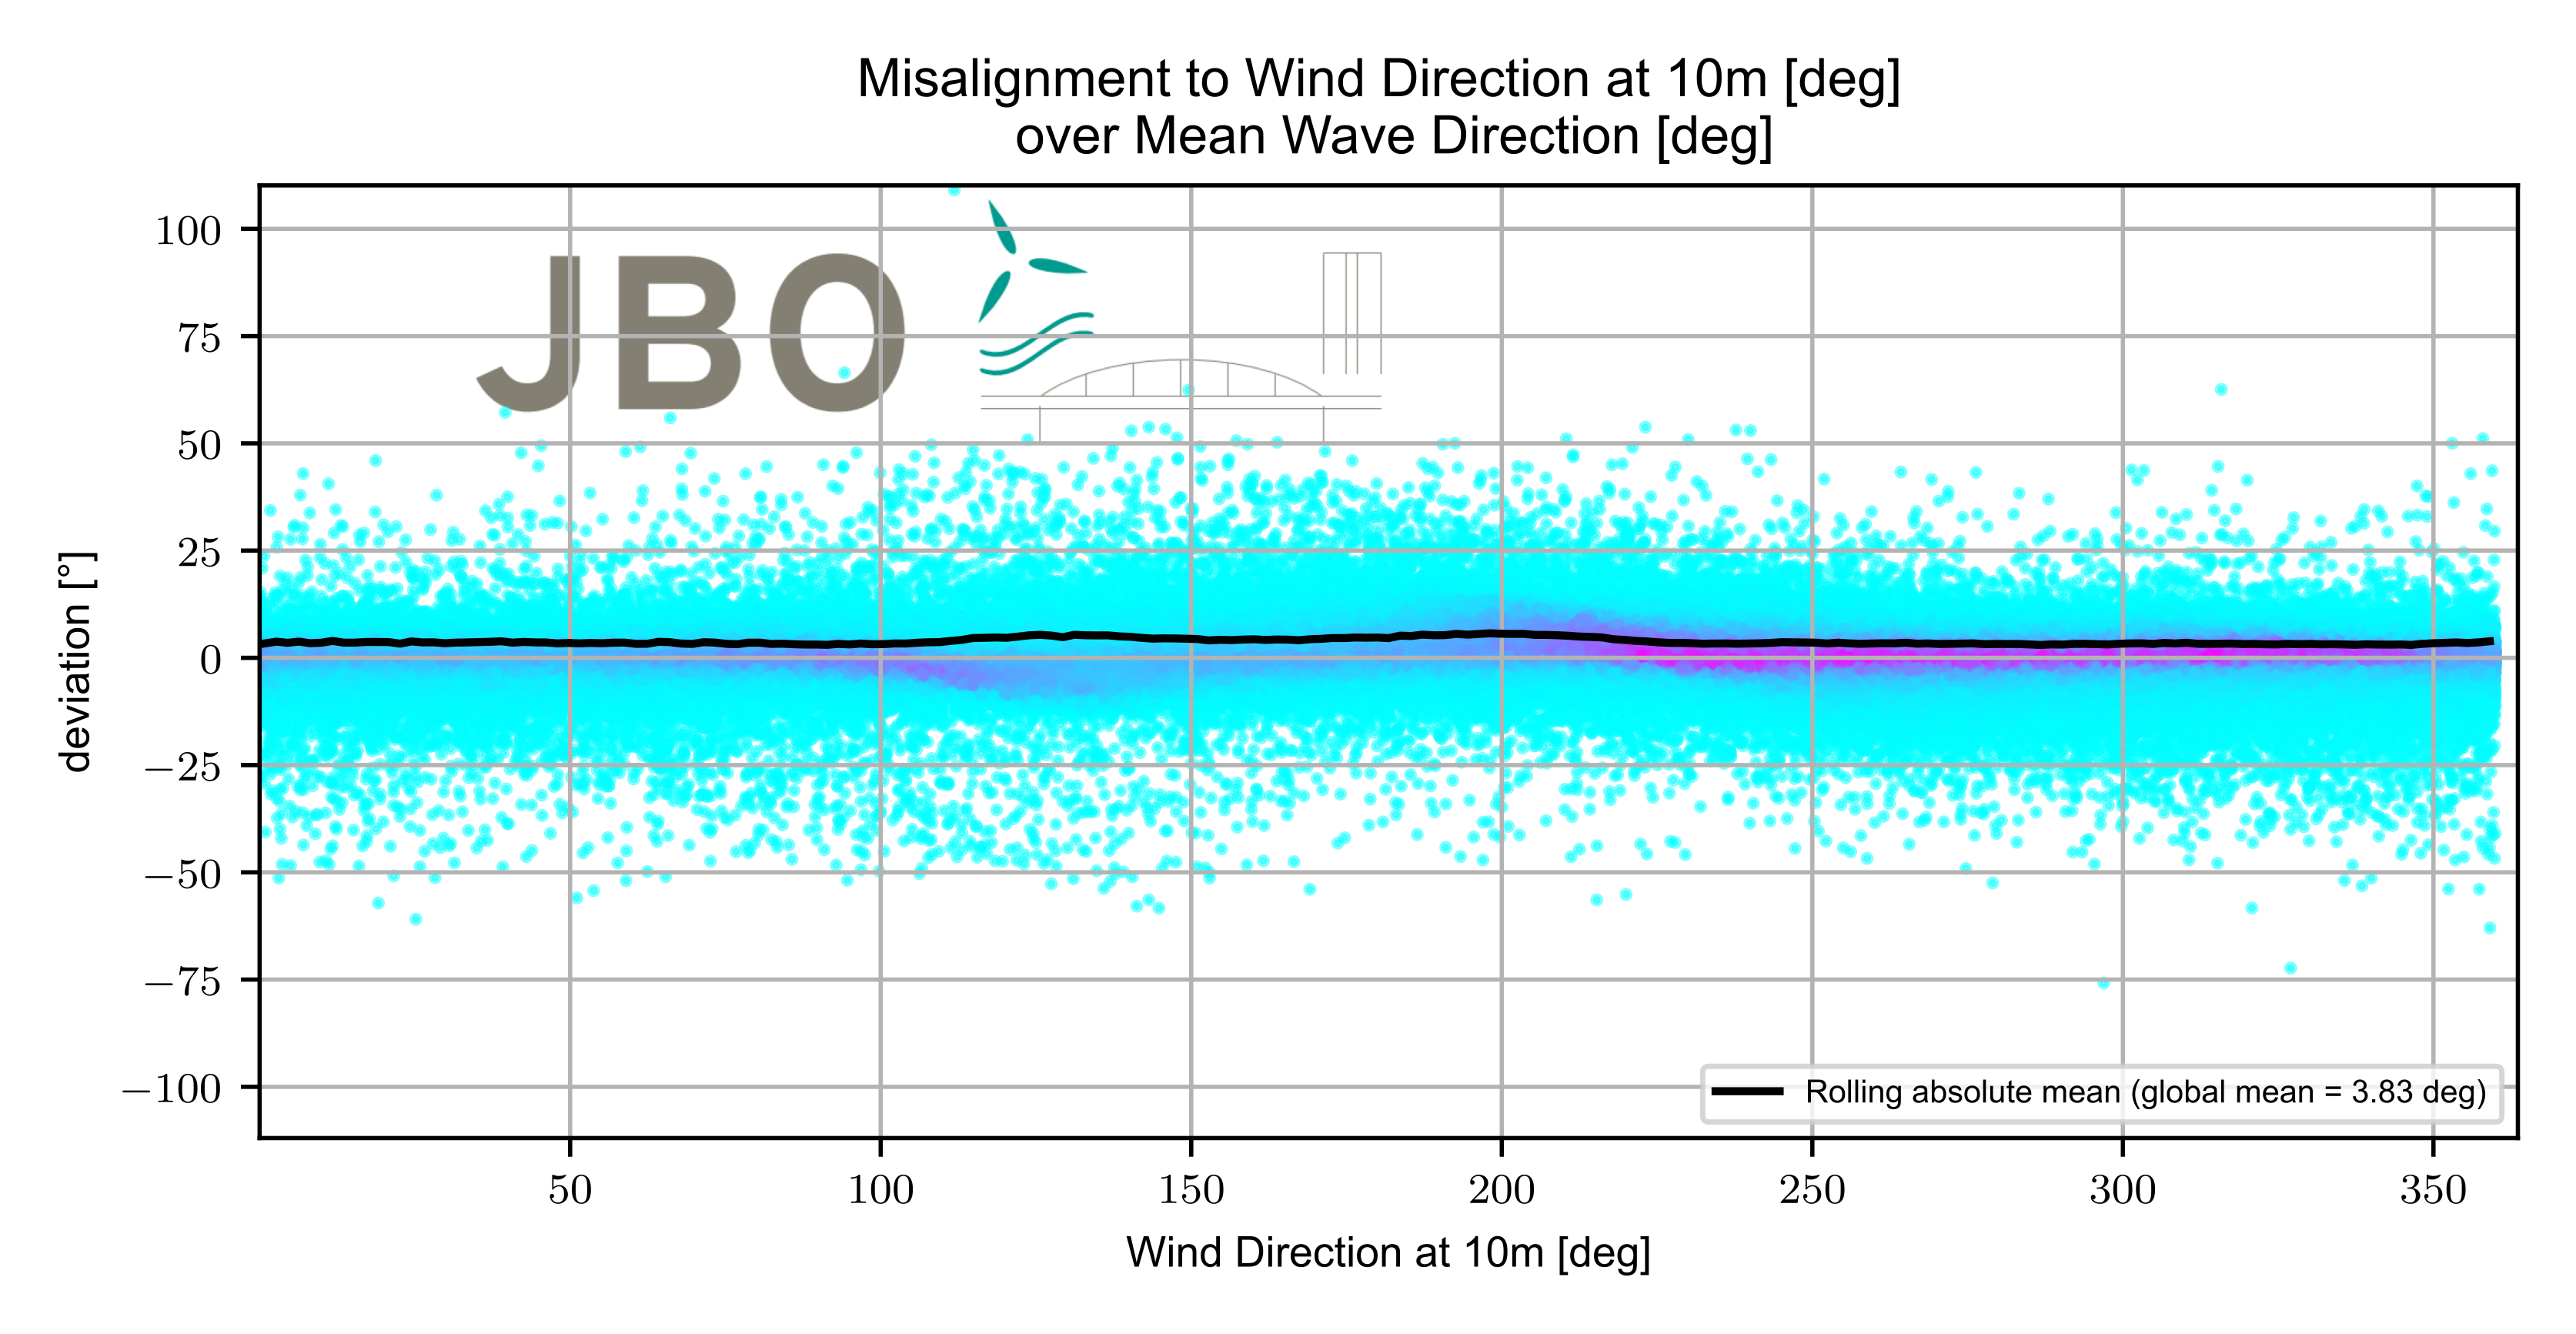 Misalignment to Wind Direction at 10m [deg]
over Mean Wave Direction [deg]
JBO
100
75
50
25
0
−25
−50
−75
−100
deviation [°]
Rolling absolute mean (global mean = 3.83 deg)
50
100
150
200
250
300
350
Wind Direction at 10m [deg]